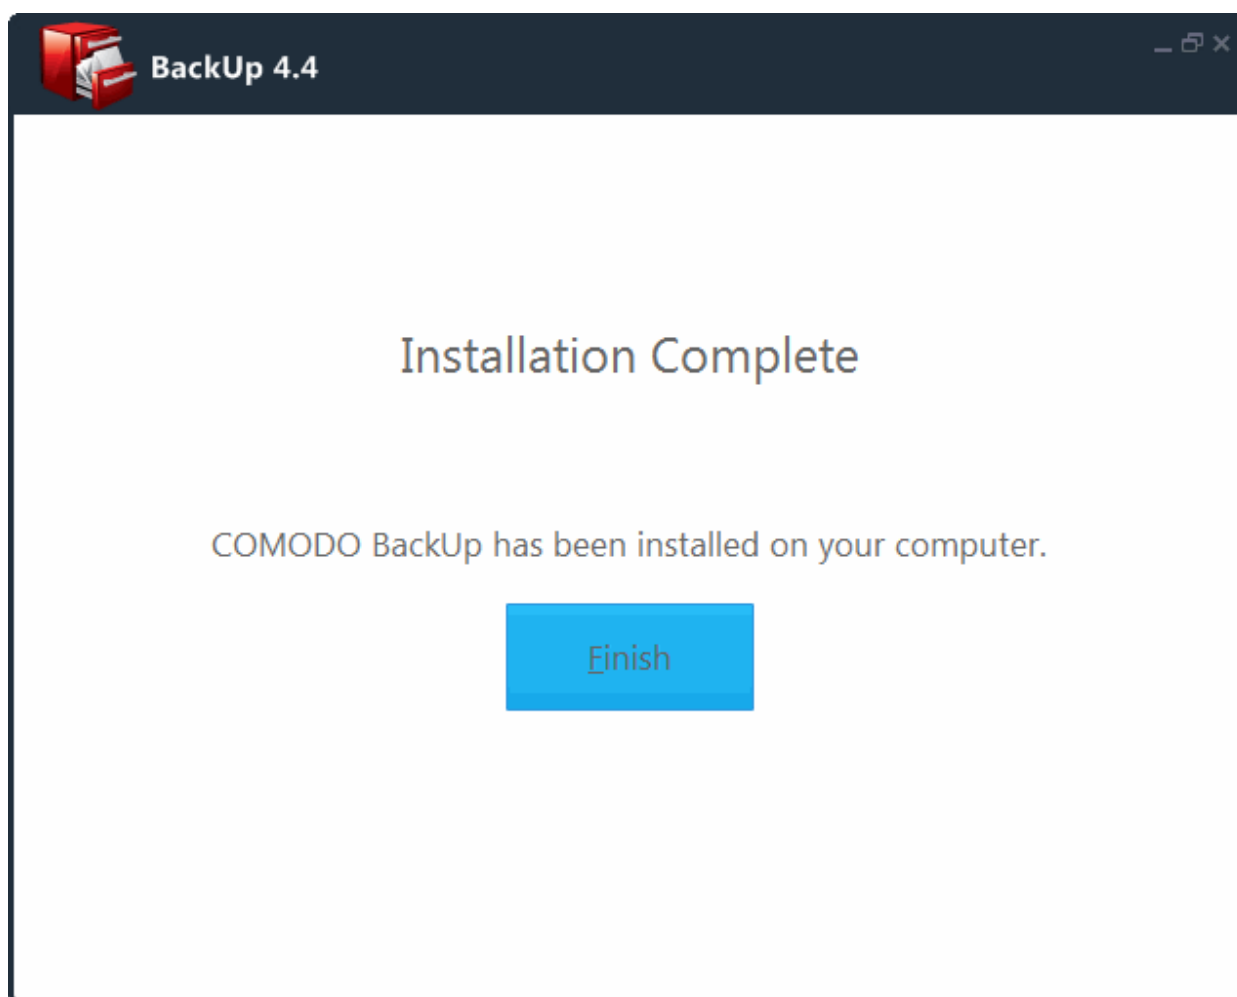 BackUp 4.4
Installation Complete
COMODO BackUp has been installed on your computer.
Finish